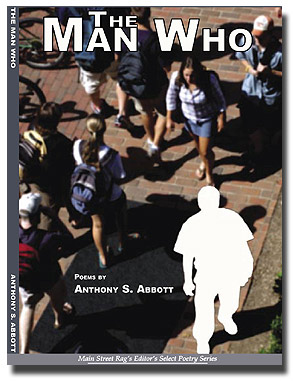 THE MAN WHO
ANTHONY S. ABBOTT
THE
MAN WHO
POEMS BY
ANTHONY S. ABBOTT
Main Street Rag's Editor's Select Poetry Series